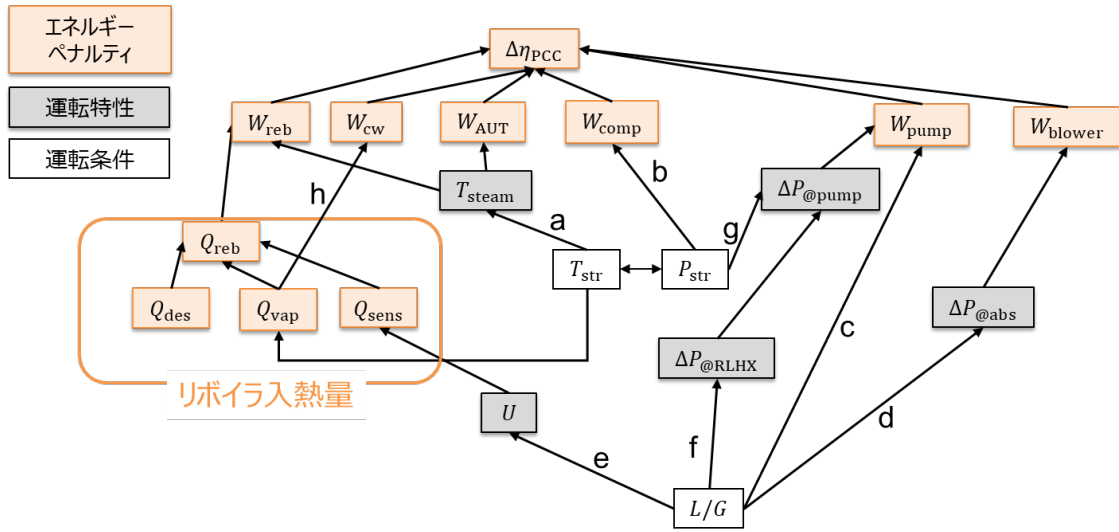 エネルギー
ペナルティ
運転特性
運転条件
Δη_PCC
W_reb
W_cw
W_AUT
W_comp
W_pump
W_blower
h
T_steam
b
ΔP_@pump
a
g
Q_reb
T_str
P_str
Q_des
Q_vap
Q_sens
ΔP_@abs
c
ΔP_@RLHX
リボイラ入熱量
U
d
f
e
L/G